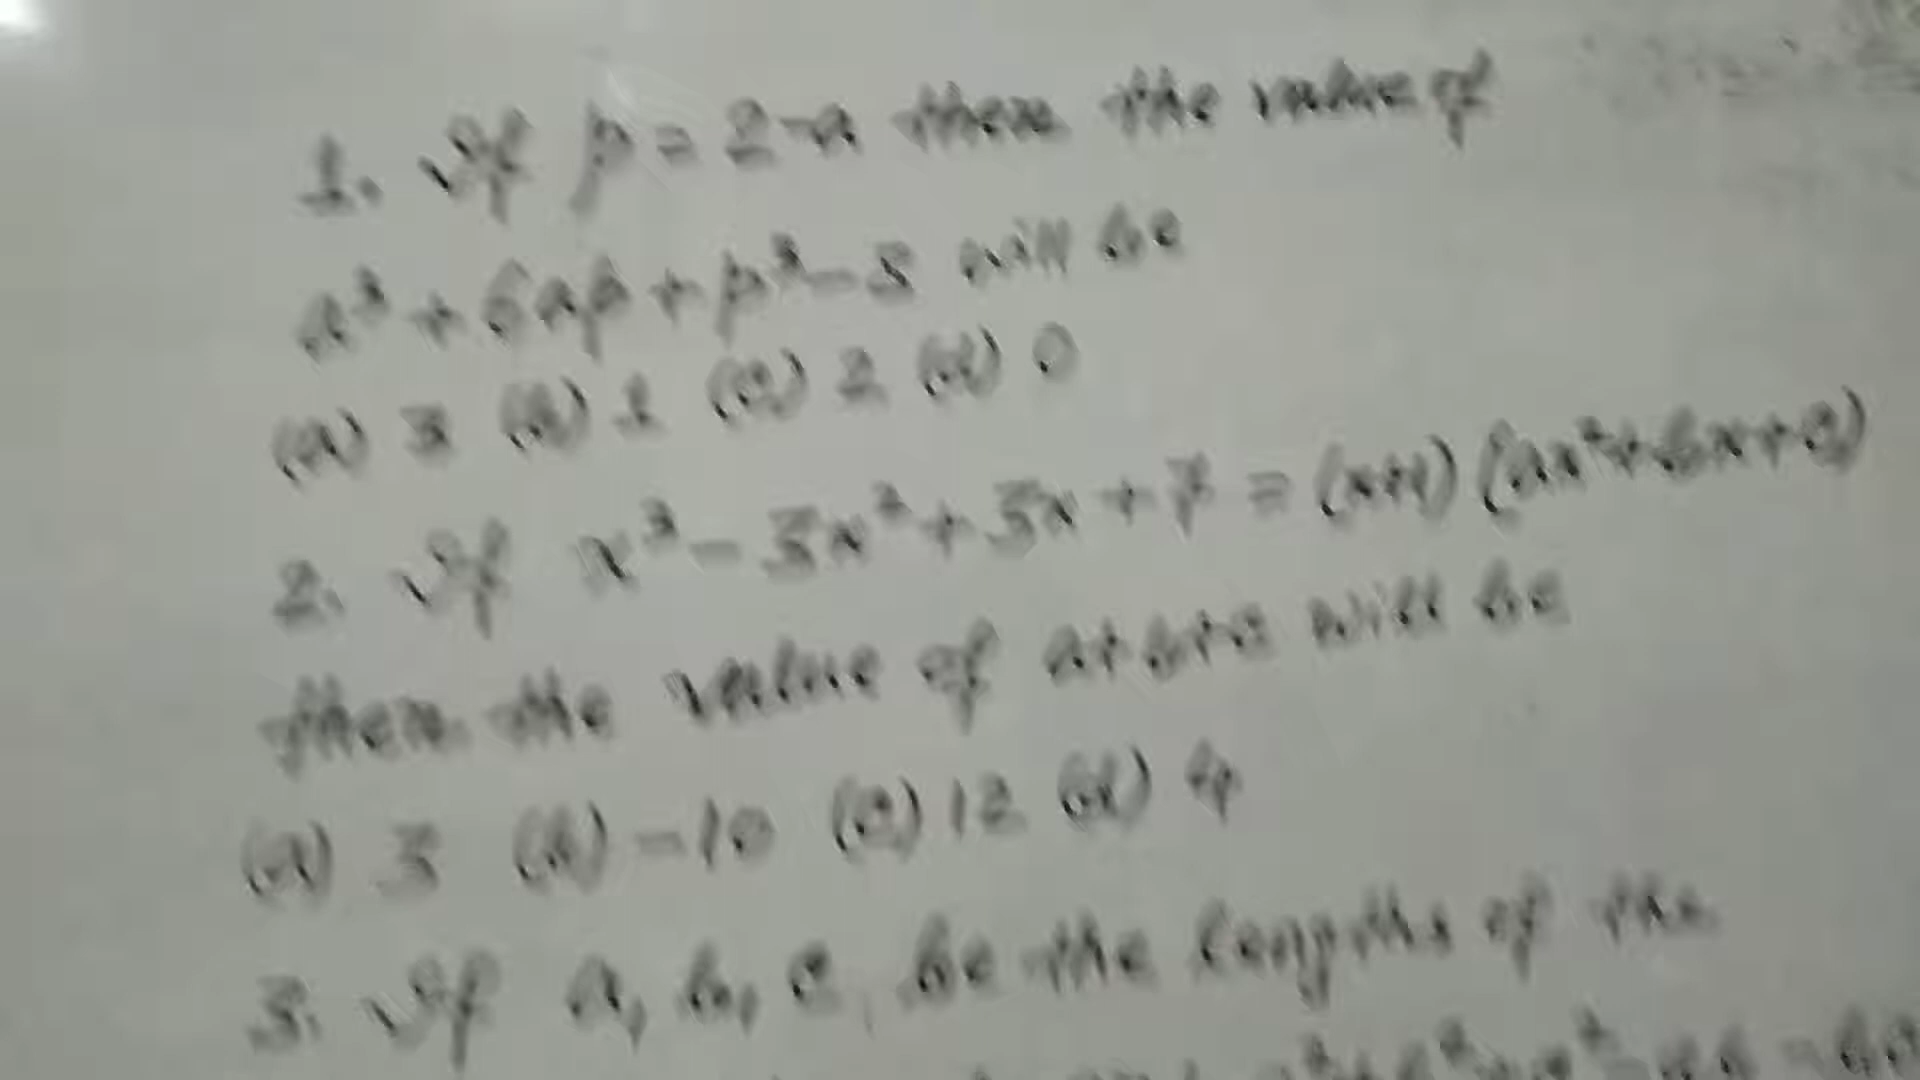 1. If p = 2-a then the value of
a³ + 6ap + p³ - 8 will be
(a) 3 (b) 1 (c) 2 (d) 0
2. If x³ - 3x² + 3x + 7 = (x+1) (ax² + bx + c)
then the value of a+b+c will be
(a) 3 (b) -10 (c) 12 (d) 4
3. If a, b, c, be the lengths of the